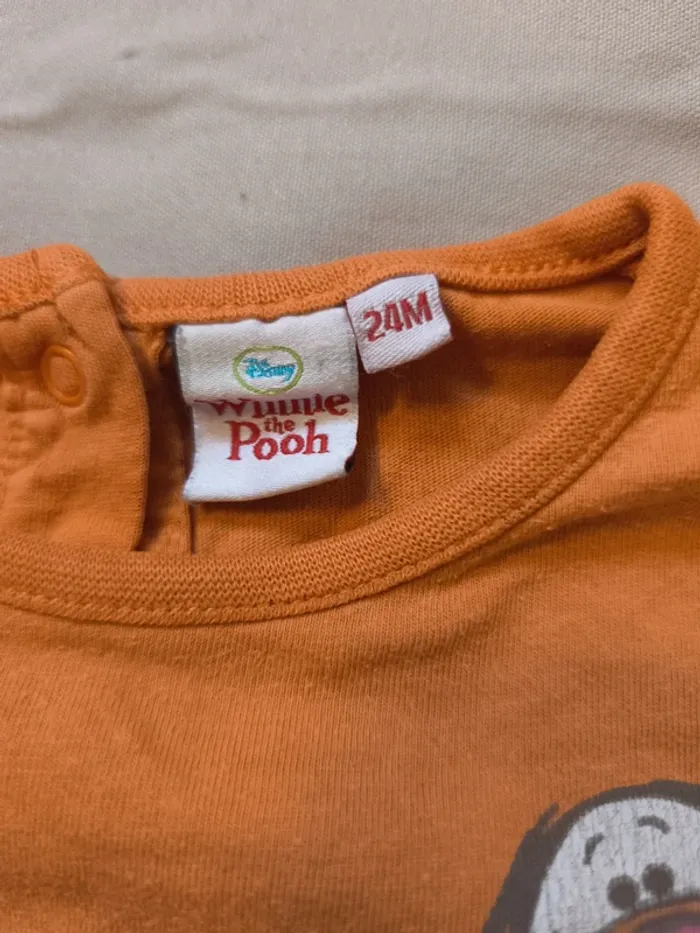 Disney
Winnie
the
Pooh
24M